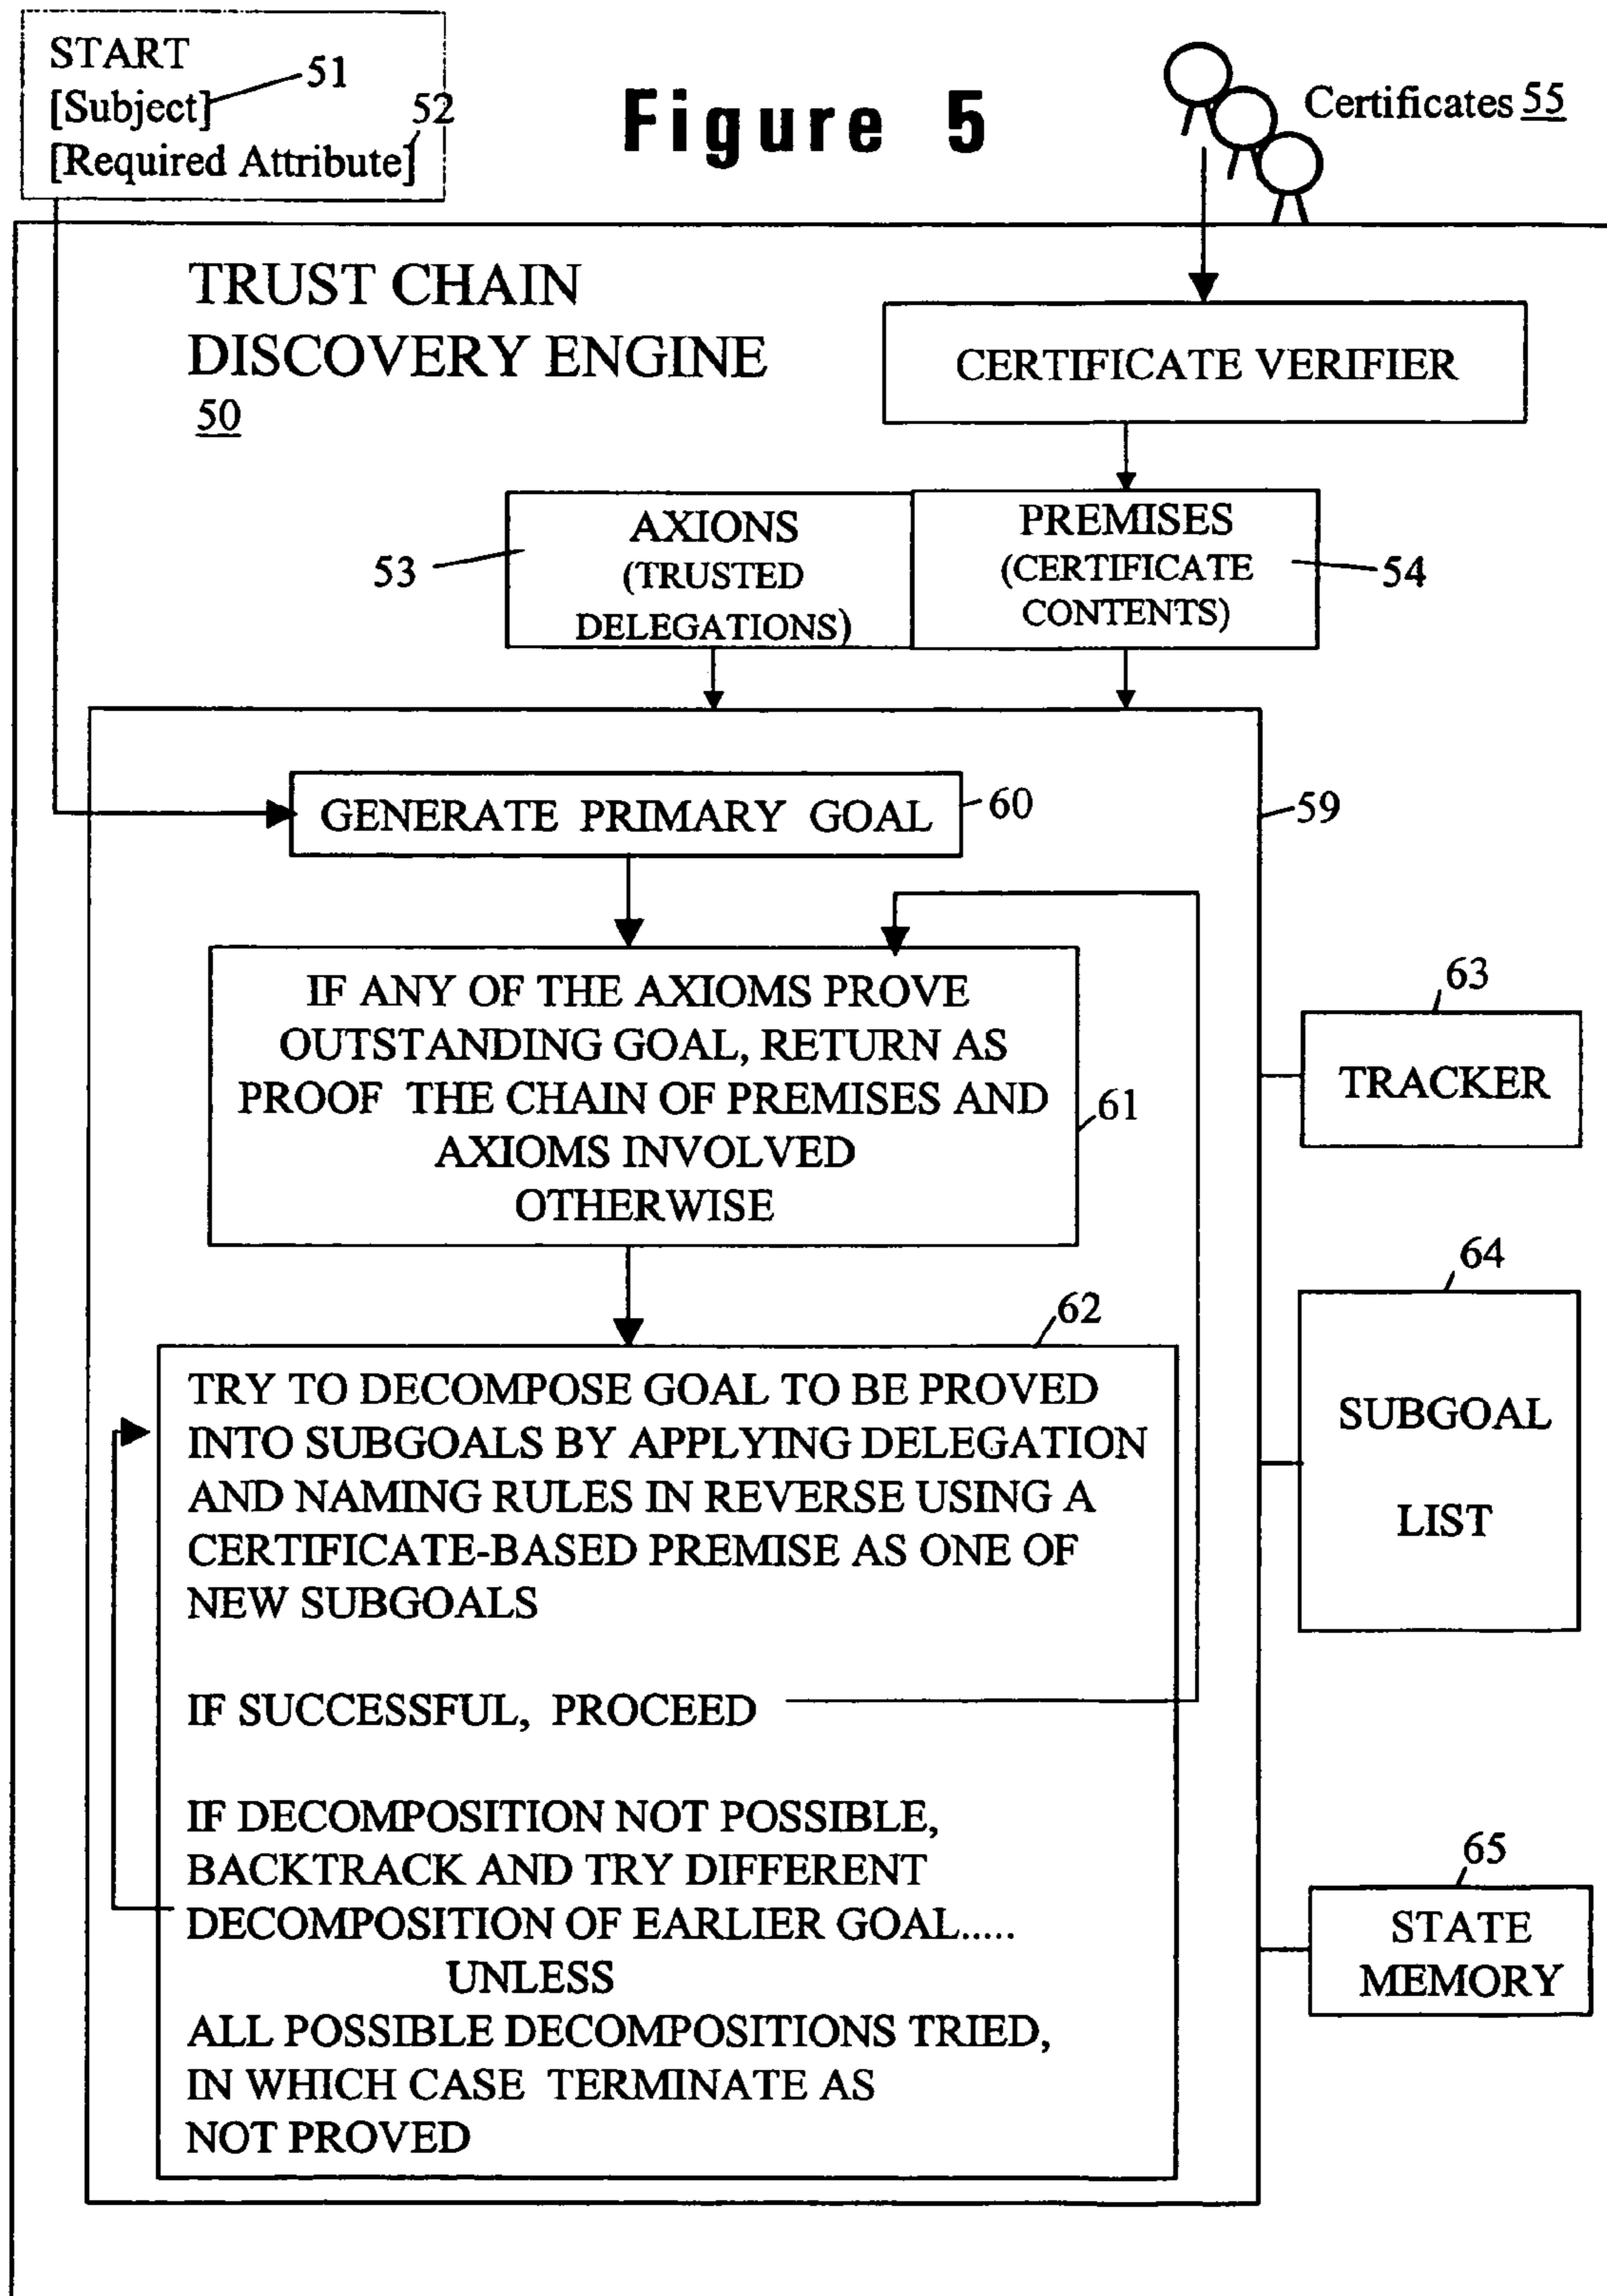 START
[Subject]
51
[Required Attribute]
52
Figure 5
Certificates 55
TRUST CHAIN
DISCOVERY ENGINE
50
CERTIFICATE VERIFIER
AXIONS
(TRUSTED
DELEGATIONS)
53
PREMISES
(CERTIFICATE
CONTENTS)
54
GENERATE PRIMARY GOAL
60
59
IF ANY OF THE AXIOMS PROVE
OUTSTANDING GOAL, RETURN AS
PROOF THE CHAIN OF PREMISES AND
AXIOMS INVOLVED
OTHERWISE
61
63
TRACKER
62
TRY TO DECOMPOSE GOAL TO BE PROVED
INTO SUBGOALS BY APPLYING DELEGATION
AND NAMING RULES IN REVERSE USING A
CERTIFICATE-BASED PREMISE AS ONE OF
NEW SUBGOALS
IF SUCCESSFUL, PROCEED
IF DECOMPOSITION NOT POSSIBLE,
BACKTRACK AND TRY DIFFERENT
DECOMPOSITION OF EARLIER GOAL.....
UNLESS
ALL POSSIBLE DECOMPOSITIONS TRIED,
IN WHICH CASE TERMINATE AS
NOT PROVED
64
SUBGOAL
LIST
65
STATE
MEMORY